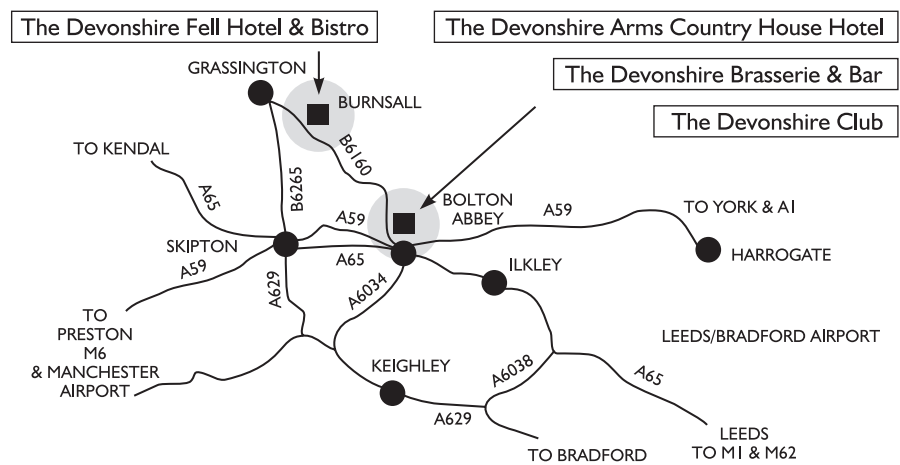 The Devonshire Fell Hotel & Bistro
The Devonshire Arms Country House Hotel
The Devonshire Brasserie & Bar
The Devonshire Club
GRASSINGTON
BURNSALL
TO KENDAL
B6160
A65
B6265
BOLTON
ABBEY
A59
TO YORK & A1
A59
SKIPTON
HARROGATE
A65
ILKLEY
A59
A629
A6034
TO
PRESTON
M6
& MANCHESTER
AIRPORT
LEEDS/BRADFORD AIRPORT
KEIGHLEY
A6038
A65
A629
LEEDS
TO M1 & M62
TO BRADFORD